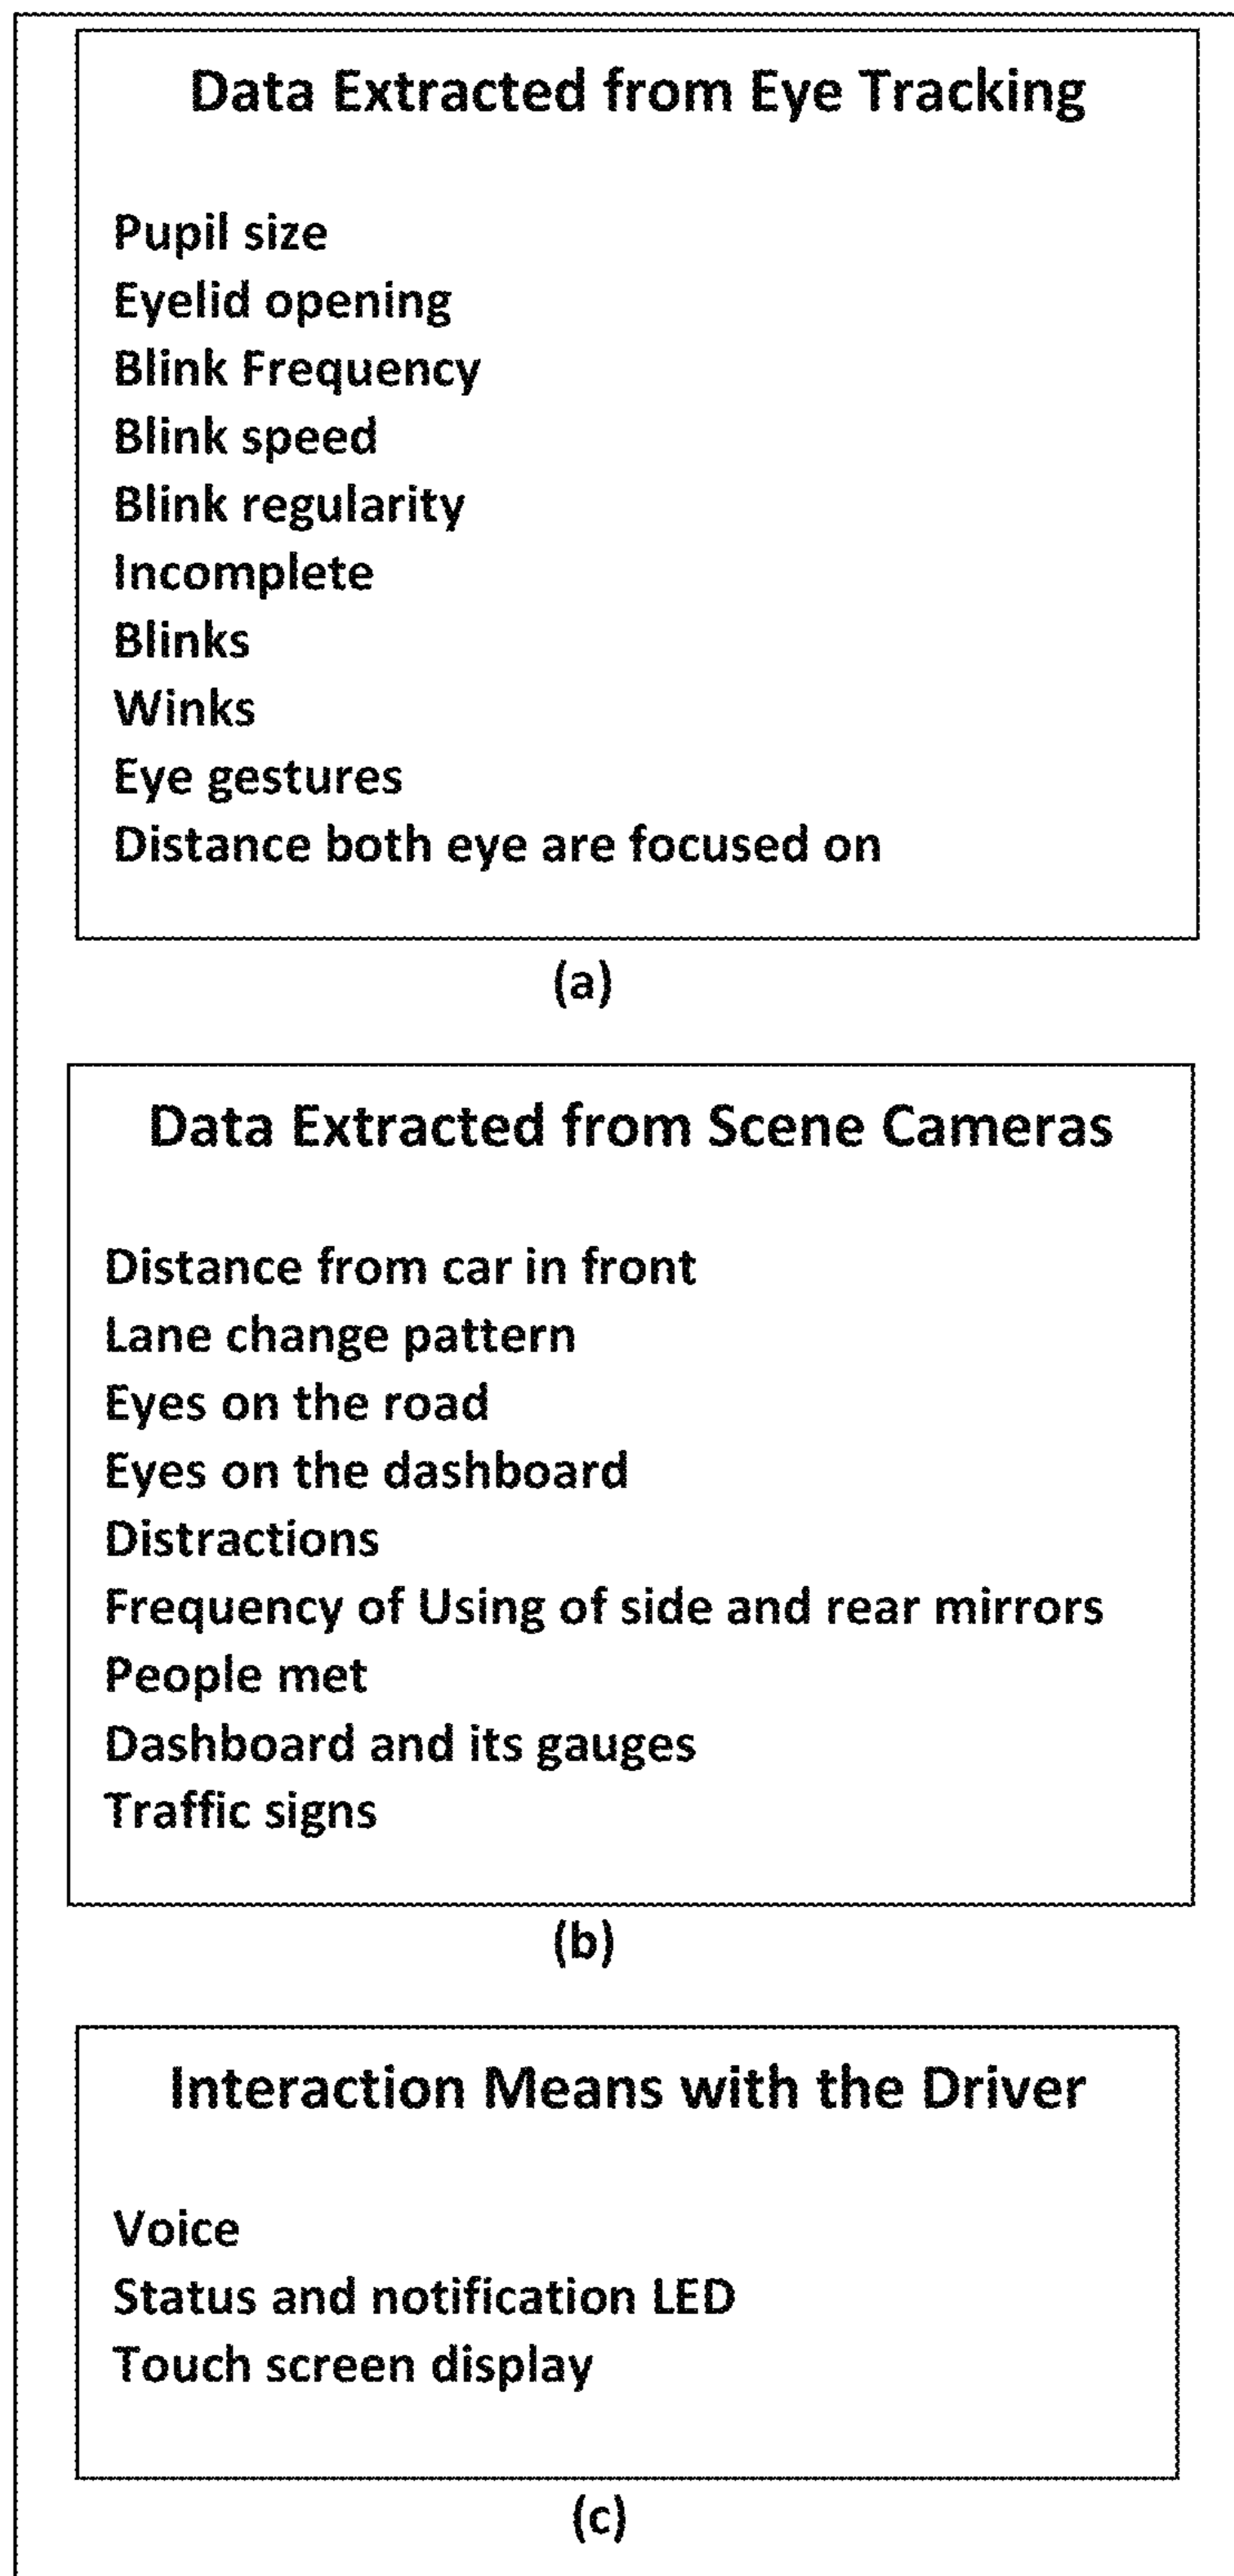 Data Extracted from Eye Tracking
Pupil size
Eyelid opening
Blink Frequency
Blink speed
Blink regularity
Incomplete
Blinks
Winks
Eye gestures
Distance both eye are focused on
(a)
Data Extracted from Scene Cameras
Distance from car in front
Lane change pattern
Eyes on the road
Eyes on the dashboard
Distractions
Frequency of Using of side and rear mirrors
People met
Dashboard and its gauges
Traffic signs
(b)
Interaction Means with the Driver
Voice
Status and notification LED
Touch screen display
(c)